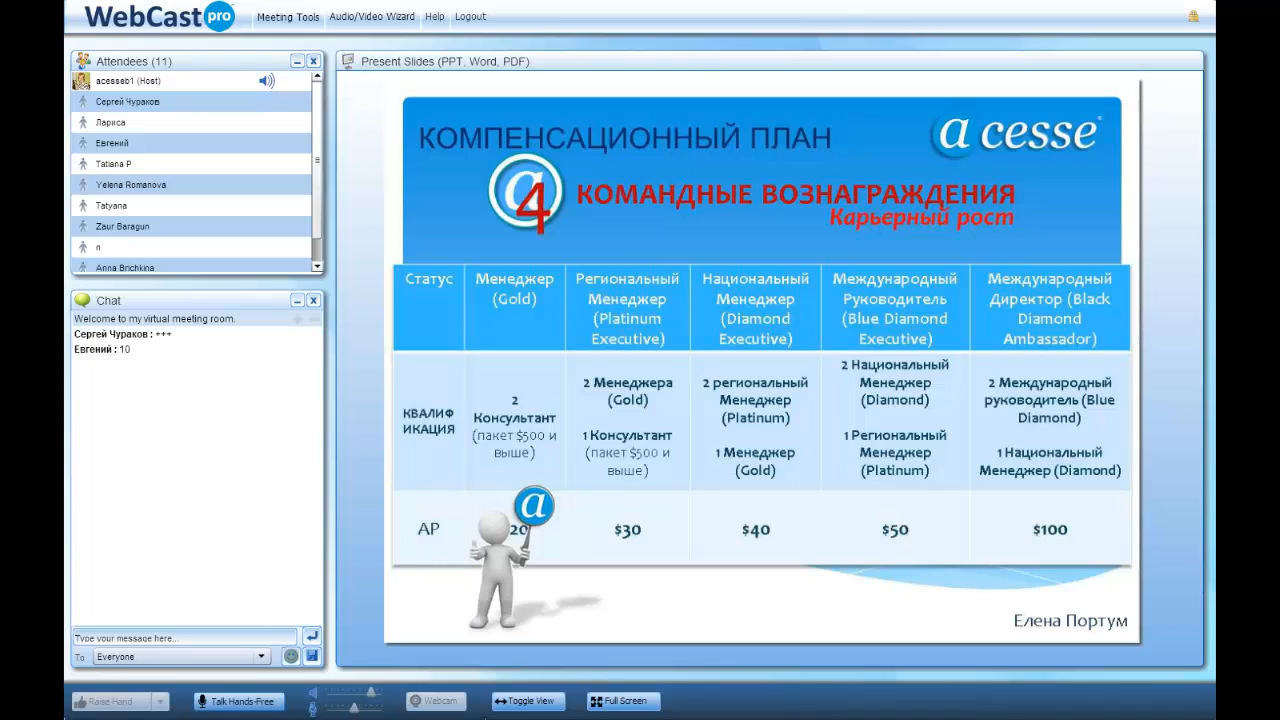 WebCast pro
Meeting Tools
Audio/Video Wizard
Help
Logout
Attendees (11)
acesseb1 (Host)
Сергей Чураков
Лариса
Евгений
Tatiana P
Yelena Romanova
Tatyana
Zaur Baragun
n
Anna Brichkina
Chat
Welcome to my virtual meeting room.
Сергей Чураков : +++
Евгений : 10
Type your message here...
To
Everyone
Present Slides (PPT, Word, PDF)
КОМПЕНСАЦИОННЫЙ ПЛАН
a cesse®
a 4
КОМАНДНЫЕ ВОЗНАГРАЖДЕНИЯ
Карьерный рост
Статус
Менеджер
(Gold)
Региональный
Менеджер
(Platinum
Executive)
Национальный
Менеджер
(Diamond
Executive)
Международный
Руководитель
(Blue Diamond
Executive)
Международный
Директор (Black
Diamond
Ambassador)
КВАЛИФ
ИКАЦИЯ
2
Консультант
(пакет $500 и
выше)
2 Менеджера
(Gold)
1 Консультант
(пакет $500 и
выше)
2 региональный
Менеджер
(Platinum)
1 Менеджер
(Gold)
2 Национальный
Менеджер
(Diamond)
1 Региональный
Менеджер
(Platinum)
2 Международный
руководитель (Blue
Diamond)
1 Национальный
Менеджер (Diamond)
АР
20
$30
$40
$50
$100
a
Елена Портум
Raise Hand
Talk Hands-Free
Webcam
Toggle View
Full Screen